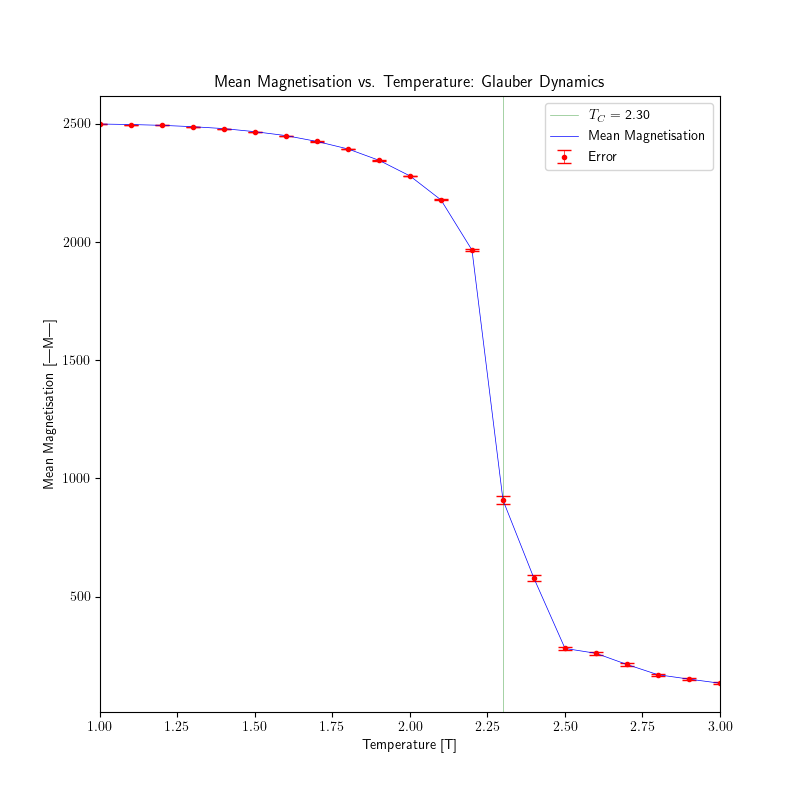 Mean Magnetisation vs. Temperature: Glauber Dynamics
T_C = 2.30
Mean Magnetisation
Error
Mean Magnetisation [—M—]
2500
2000
1500
1000
500
1.00 1.25 1.50 1.75 2.00 2.25 2.50 2.75 3.00
Temperature [T]